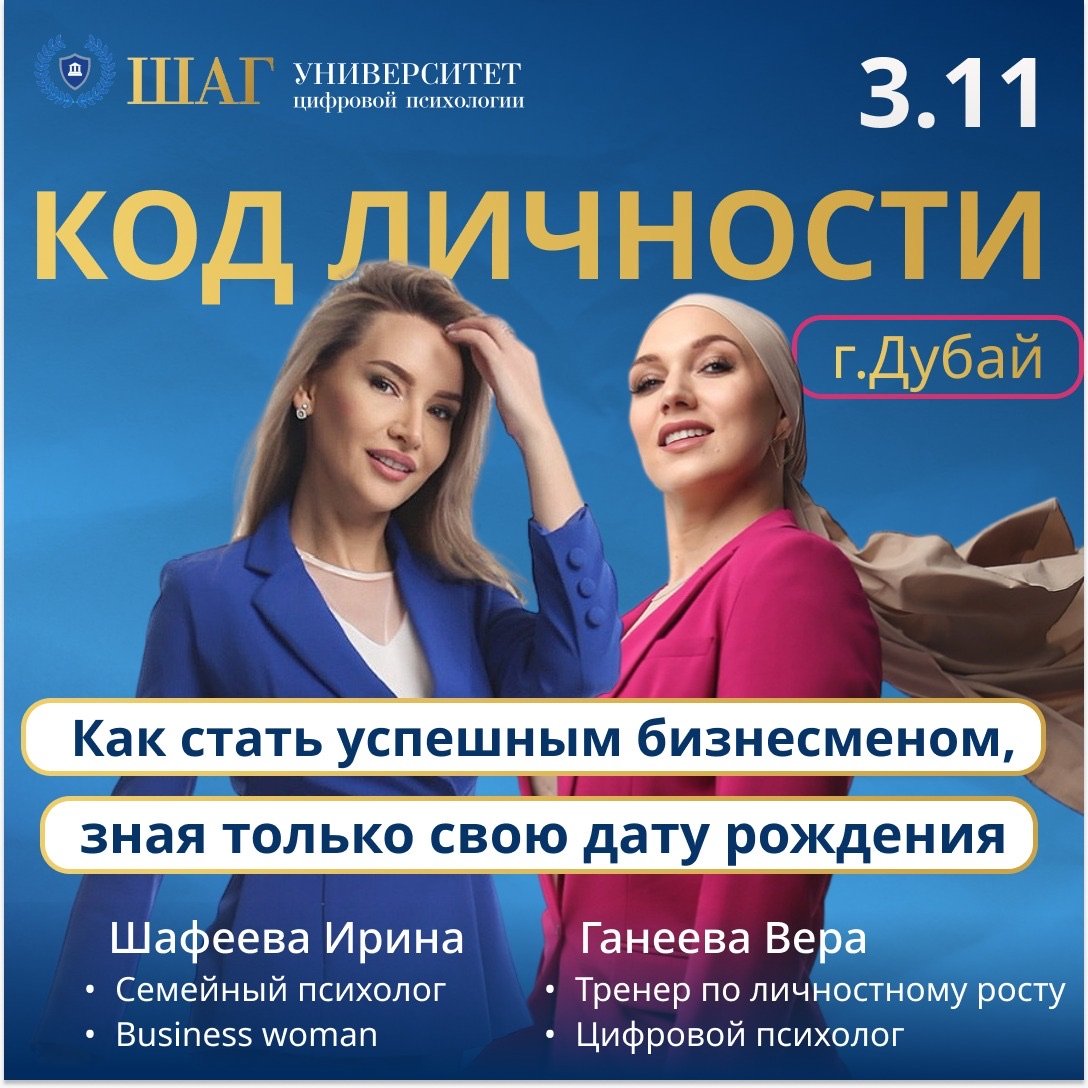 ШАГ УНИВЕРСИТЕТ
цифровой психологии
3.11
КОД ЛИЧНОСТИ
г.Дубай
Как стать успешным бизнесменом,
зная только свою дату рождения
Шафеева Ирина
• Семейный психолог
• Business woman
Ганеева Вера
• Тренер по личностному росту
• Цифровой психолог